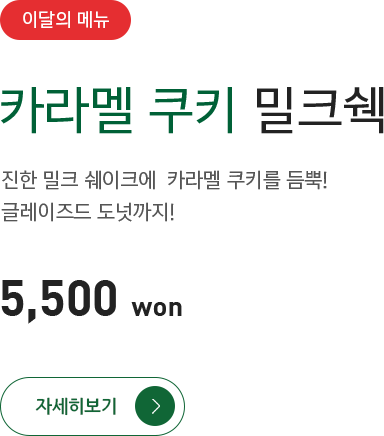 이달의 메뉴
카라멜 쿠키 밀크쉑
진한 밀크 쉐이크에 카라멜 쿠키를 듬뿍!
글레이즈드 도넛까지!
5,500 won
자세히보기